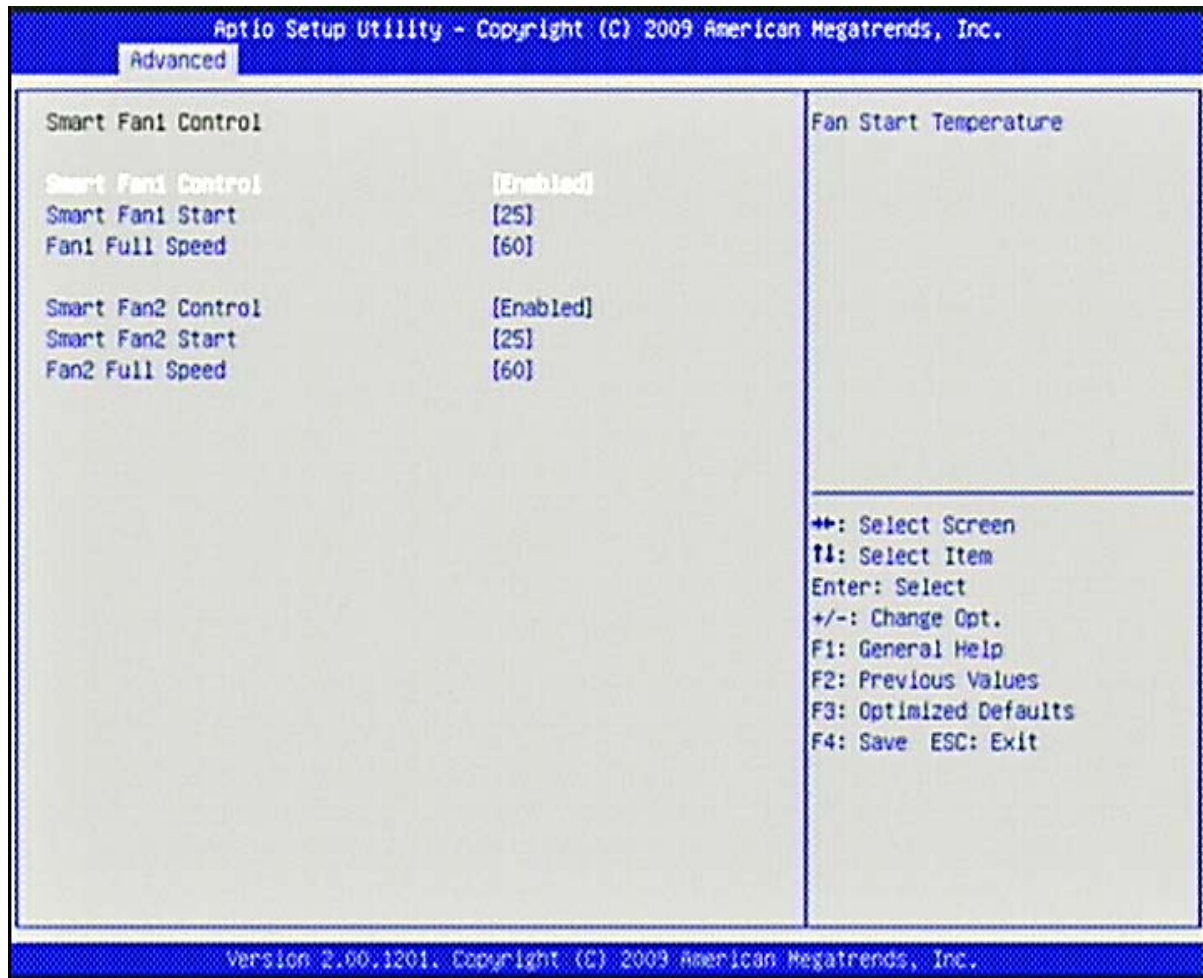 Aptio Setup Utility - Copyright (C) 2009 American Megatrends, Inc.
Advanced
Smart Fan1 Control
Smart Fan1 Control [Enabled]
Smart Fan1 Start [25]
Fan1 Full Speed [60]
Smart Fan2 Control [Enabled]
Smart Fan2 Start [25]
Fan2 Full Speed [60]
Fan Start Temperature
→←: Select Screen
↑↓: Select Item
Enter: Select
+/-: Change Opt.
F1: General Help
F2: Previous Values
F3: Optimized Defaults
F4: Save ESC: Exit
Version 2.00.1201. Copyright (C) 2009 American Megatrends, Inc.